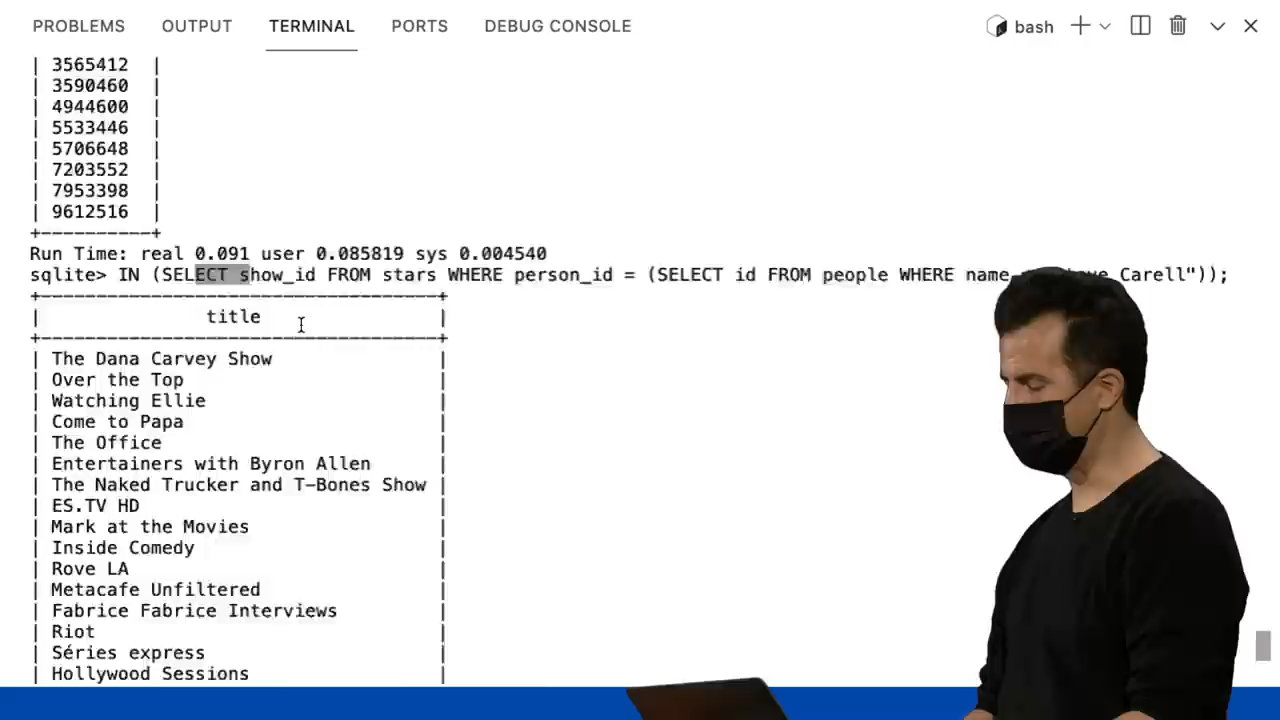 PROBLEMS OUTPUT TERMINAL PORTS DEBUG CONSOLE bash
| 3565412 |
| 3590460 |
| 4944600 |
| 5533446 |
| 5706648 |
| 7203552 |
| 7953398 |
| 9612516 |
+----------+
Run Time: real 0.091 user 0.085819 sys 0.004540
sqlite> IN (SELECT show_id FROM stars WHERE person_id = (SELECT id FROM people WHERE name Carell"));
+-------------------------------------+
| title |
+-------------------------------------+
| The Dana Carvey Show |
| Over the Top |
| Watching Ellie |
| Come to Papa |
| The Office |
| Entertainers with Byron Allen |
| The Naked Trucker and T-Bones Show |
| ES.TV HD |
| Mark at the Movies |
| Inside Comedy |
| Rove LA |
| Metacafe Unfiltered |
| Fabrice Fabrice Interviews |
| Riot |
| Séries express |
| Hollywood Sessions |